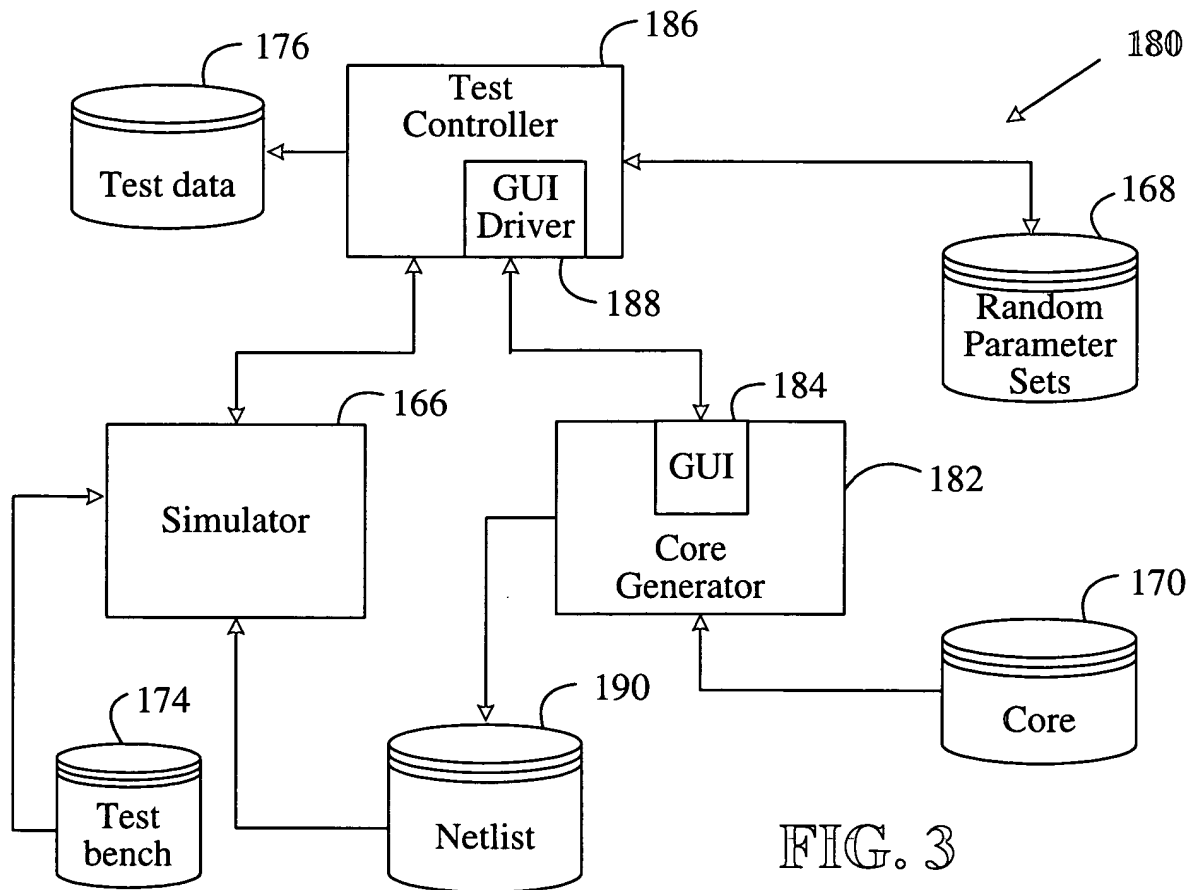 186
176
180
Test
Controller
Test data
GUI
Driver
168
188
Random
Parameter
Sets
184
166
GUI
182
Simulator
Core
Generator
170
190
174
Core
Test
bench
Netlist
FIG. 3